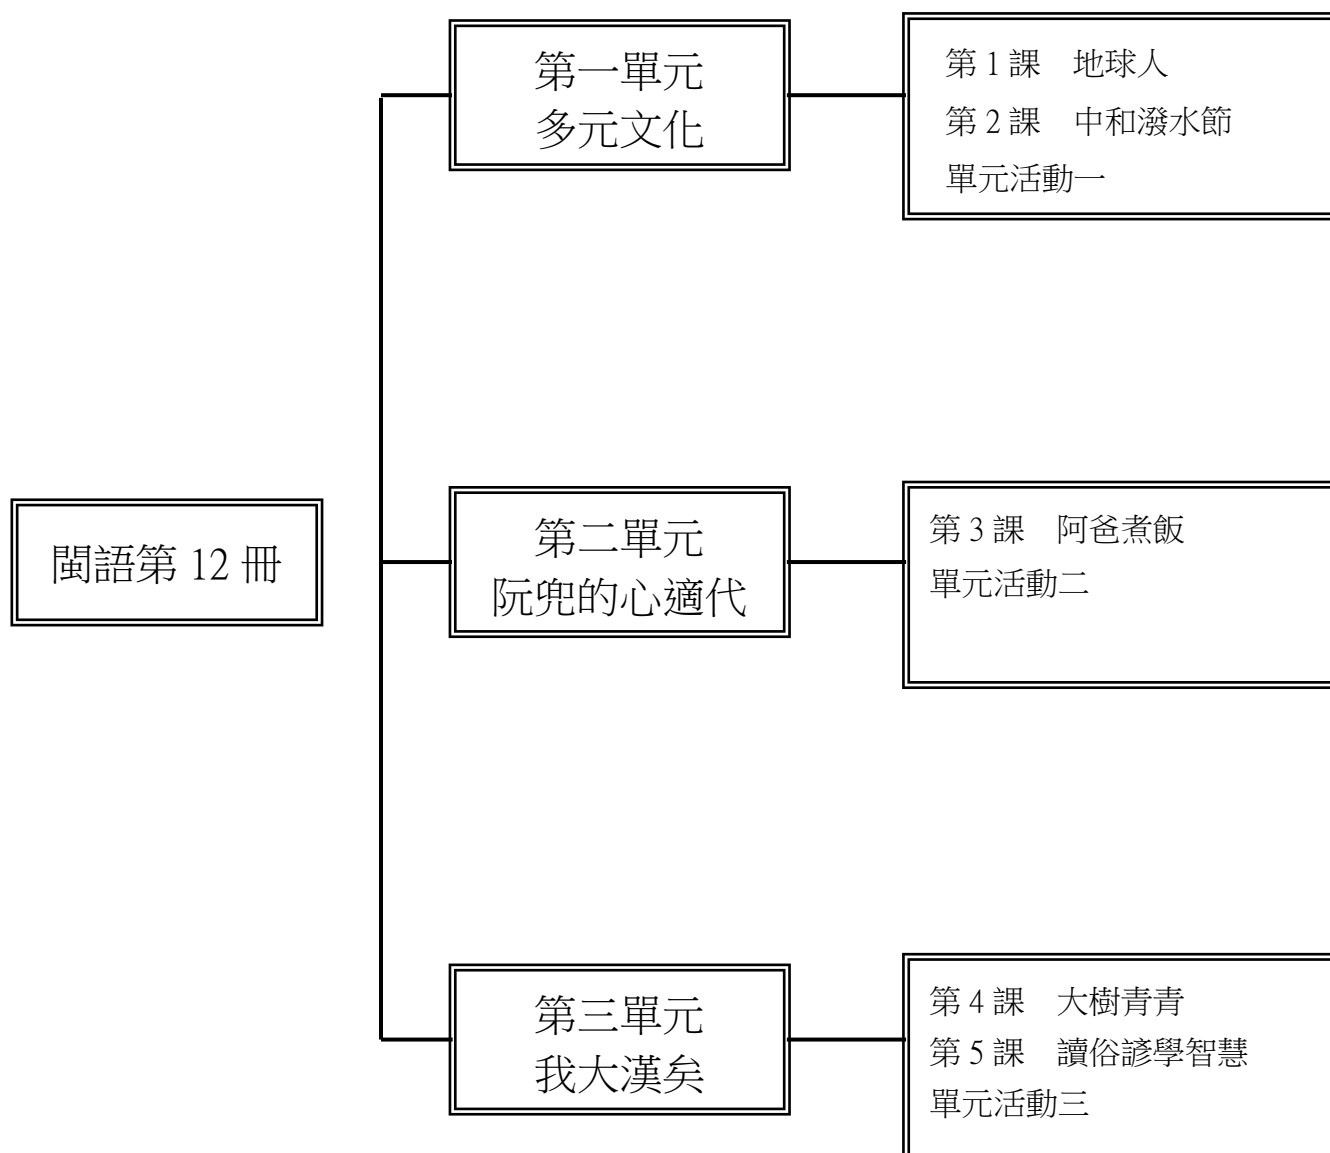 閩語第 12 冊
第一單元
多元文化
第 1 課　地球人
第 2 課　中和潑水節
單元活動一
第二單元
阮兜的心適代
第 3 課　阿爸煮飯
單元活動二
第三單元
我大漢矣
第 4 課　大樹青青
第 5 課　讀俗諺學智慧
單元活動三